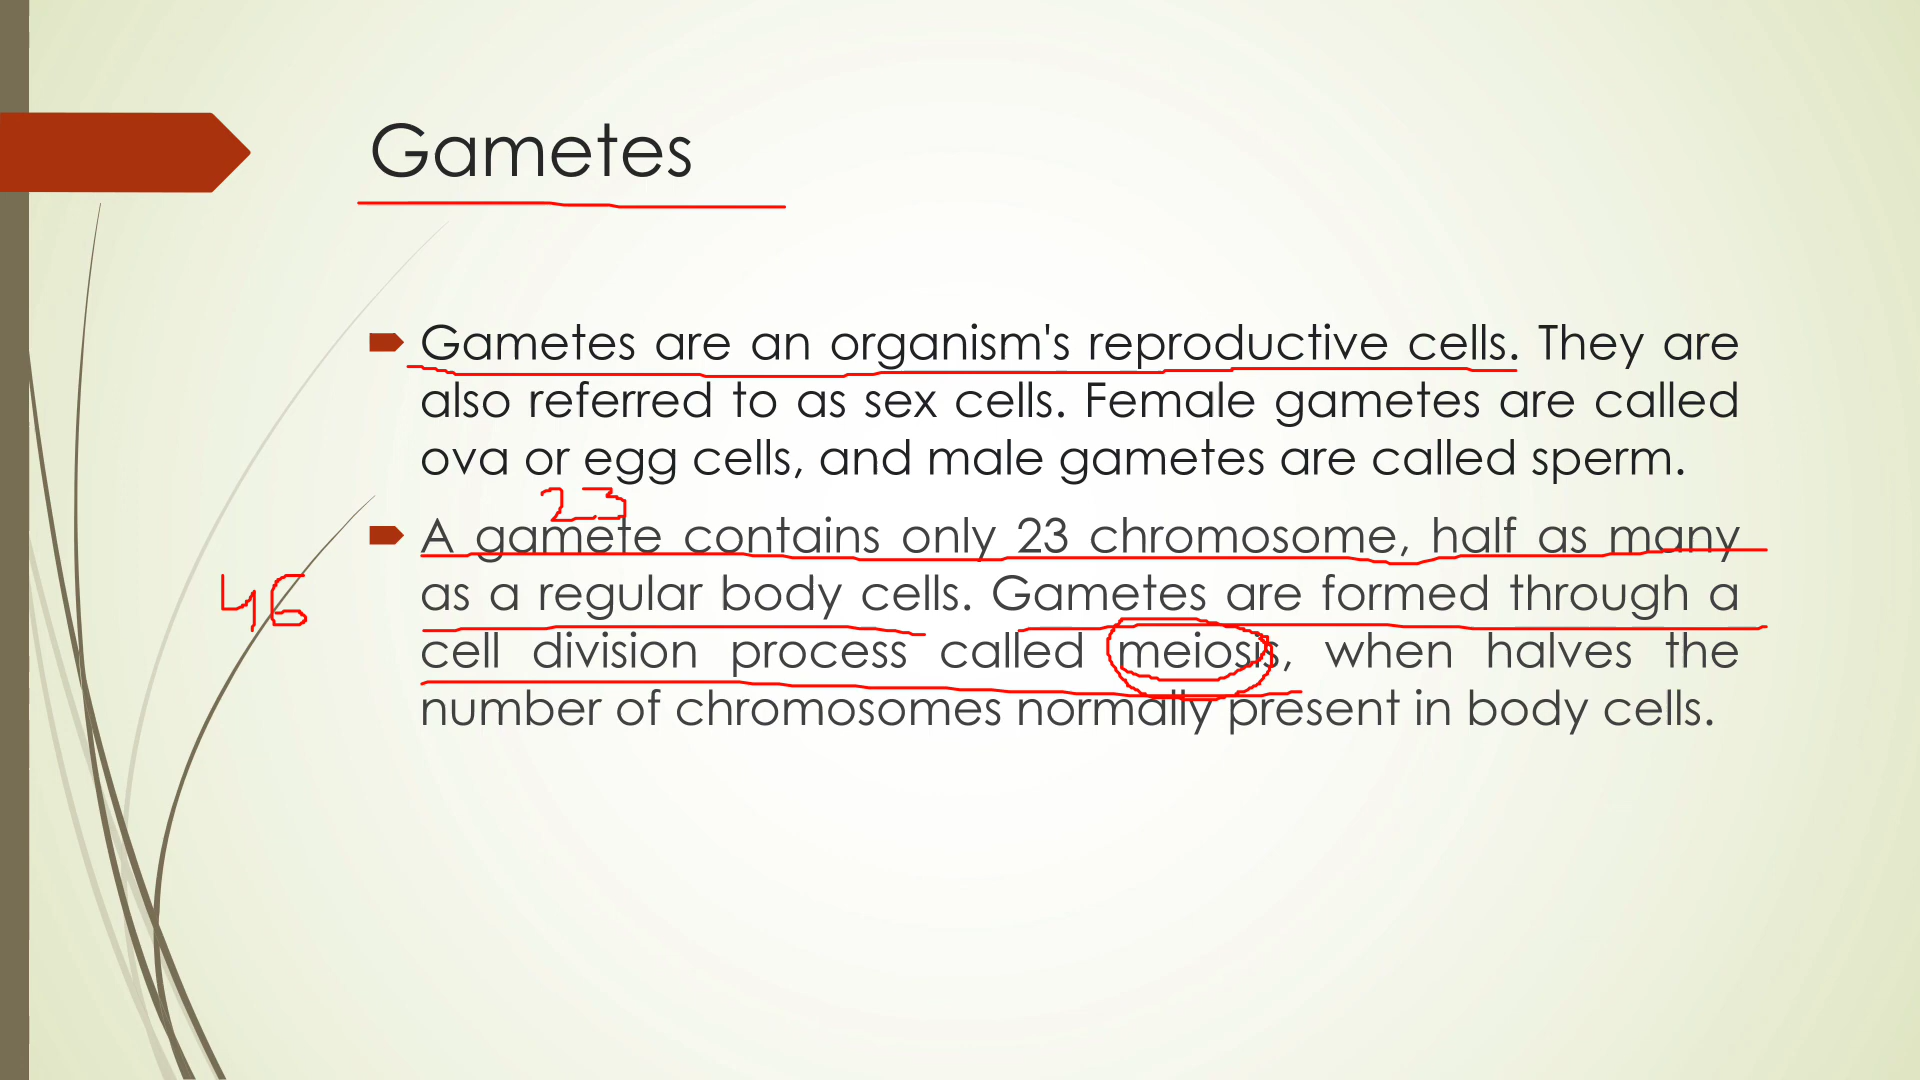 Gametes
Gametes are an organism's reproductive cells. They are
also referred to as sex cells. Female gametes are called
ova or egg cells, and male gametes are called sperm.
23
A gamete contains only 23 chromosome, half as many
46
as a regular body cells. Gametes are formed through a
cell division process called meiosis, when halves the
number of chromosomes normally present in body cells.